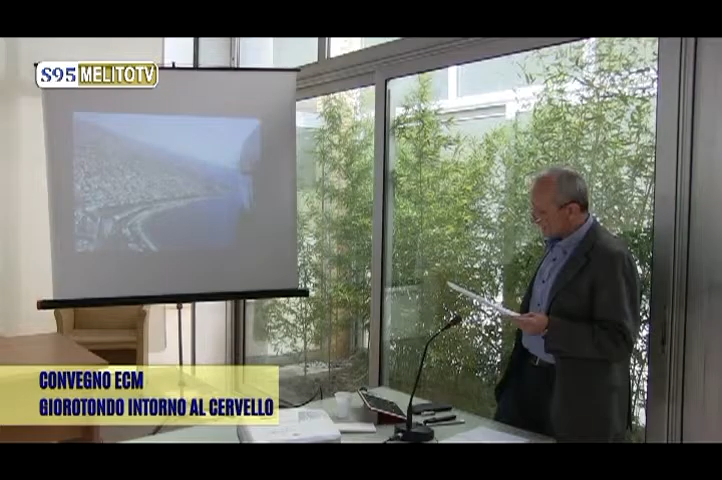 S95 MELITOTV
CONVEGNO ECM
GIOROTONDO INTORNO AL CERVELLO